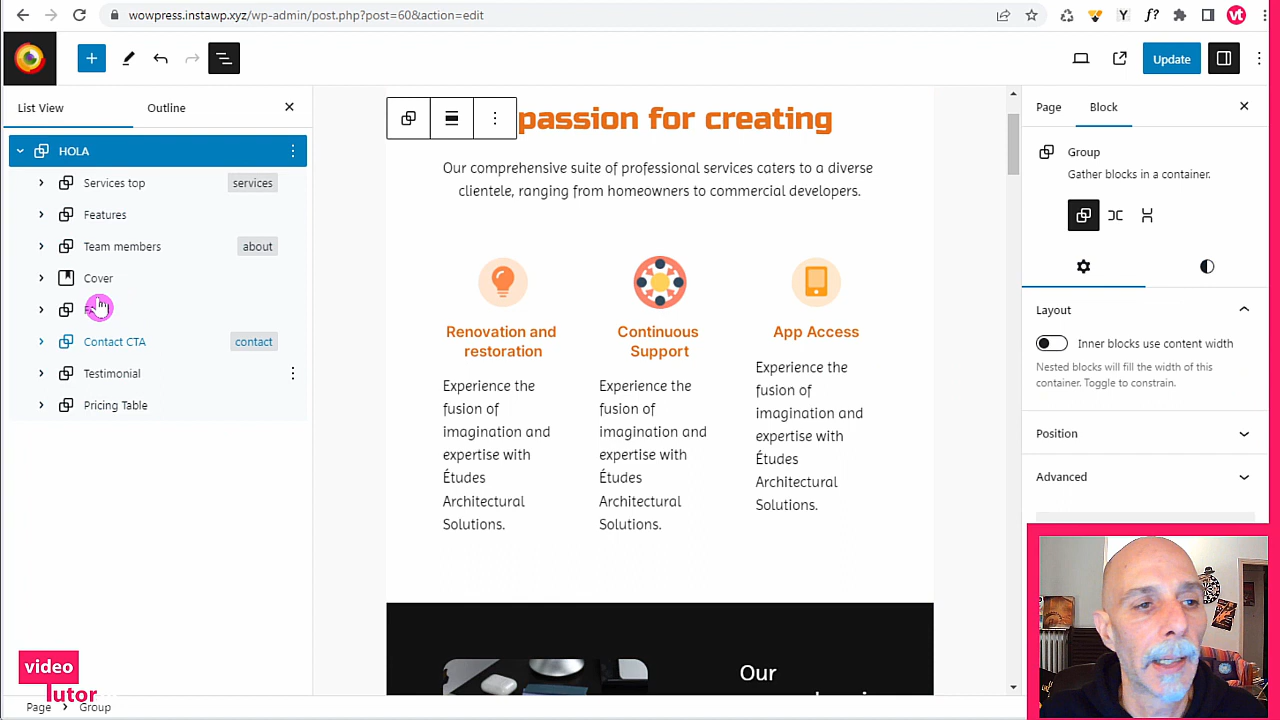 wowpress.instawp.xyz/wp-admin/post.php?post=60&action=edit
Update
List View
Outline
HOLA
Services top
services
Features
Team members
about
Cover
Contact CTA
contact
Testimonial
Pricing Table
passion for creating
Our comprehensive suite of professional services caters to a diverse
clientele, ranging from homeowners to commercial developers.
Renovation and
restoration
Experience the
fusion of
imagination and
expertise with
Études
Architectural
Solutions.
Continuous
Support
Experience the
fusion of
imagination and
expertise with
Études
Architectural
Solutions.
App Access
Experience the
fusion of
imagination and
expertise with
Études
Architectural
Solutions.
Our
Page
Block
Group
Gather blocks in a container.
Layout
Inner blocks use content width
Nested blocks will fill the width of this
container. Toggle to constrain.
Position
Advanced
video
Tutor
Page
Group
vt